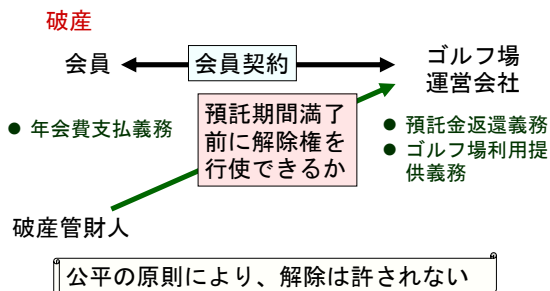 破産
会員
会員契約
ゴルフ場
運営会社
● 年会費支払義務
預託期間満了
前に解除権を
行使できるか
● 預託金返還義務
● ゴルフ場利用提
供義務
破産管財人
公平の原則により、解除は許されない